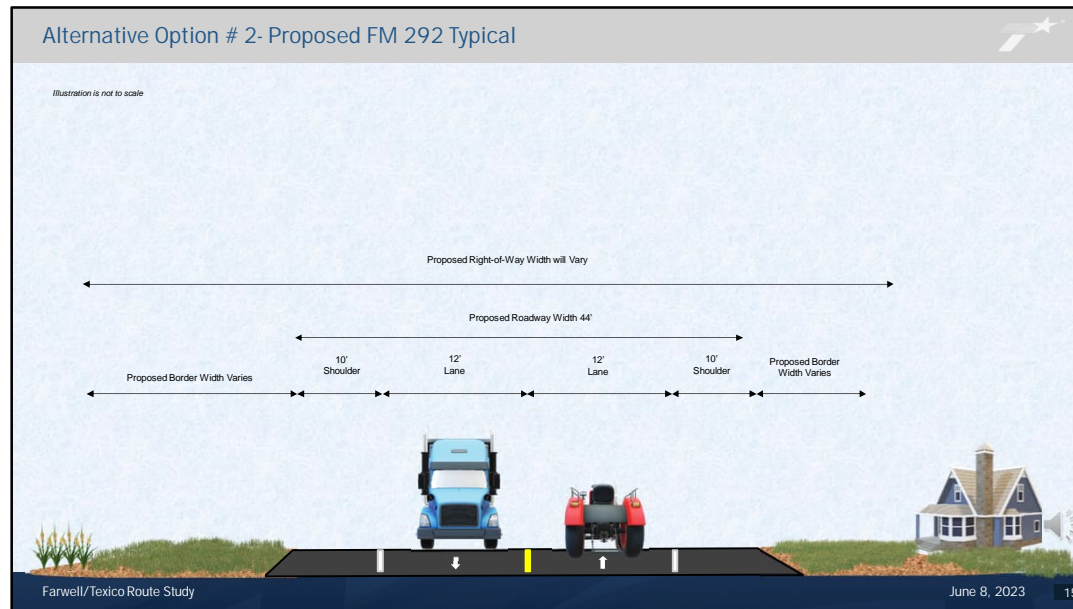 Alternative Option # 2- Proposed FM 292 Typical
Illustration is not to scale
Proposed Right-of-Way Width will Vary
Proposed Roadway Width 44'
Proposed Border Width Varies
10'
Shoulder
12'
Lane
12'
Lane
10'
Shoulder
Proposed Border
Width Varies
Farwell/Texico Route Study
June 8, 2023
15